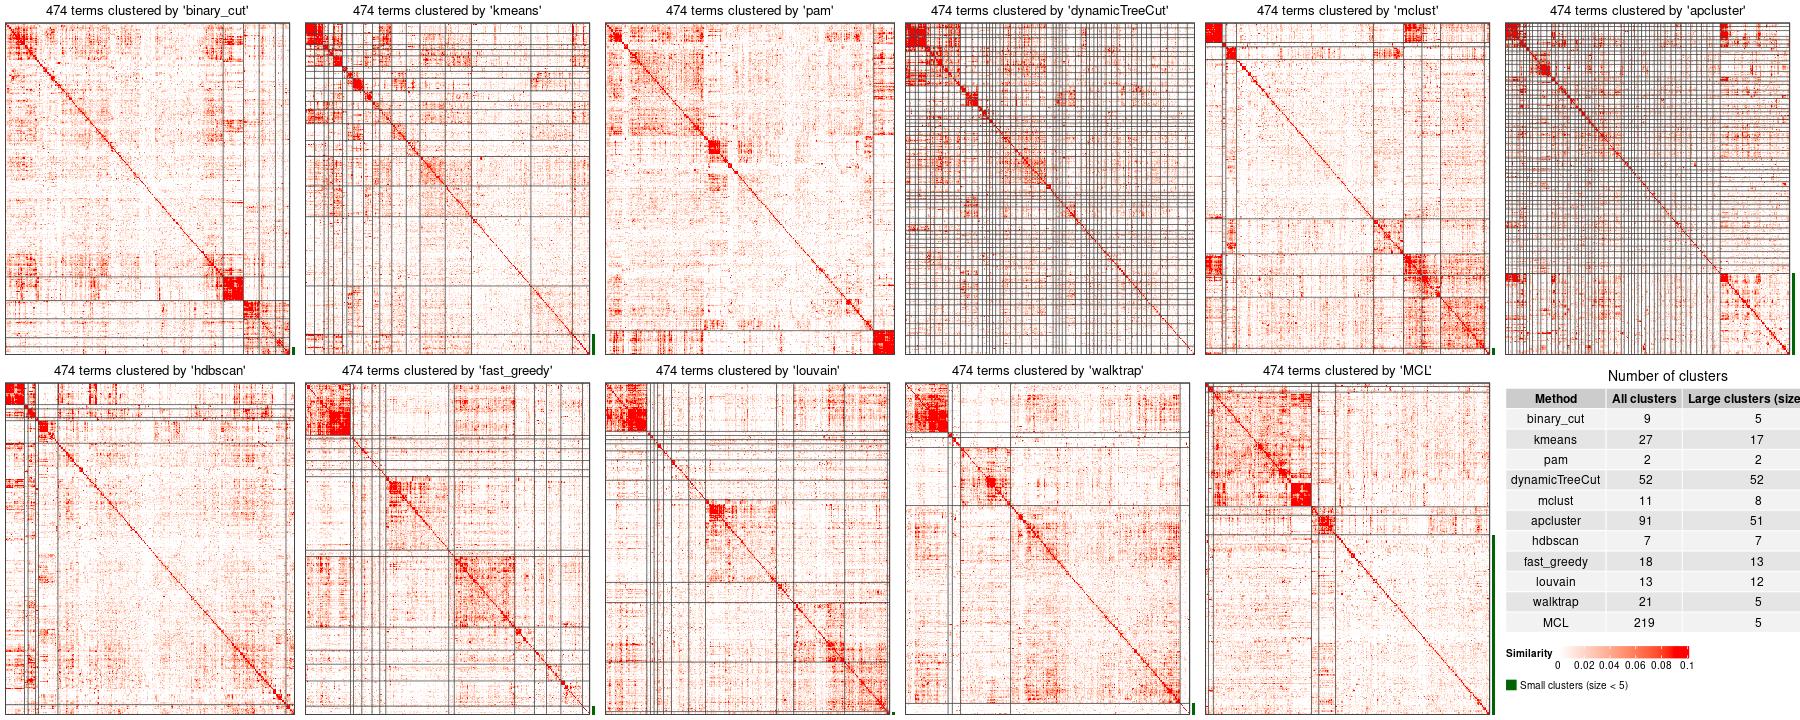 474 terms clustered by 'binary_cut'
474 terms clustered by 'kmeans'
474 terms clustered by 'pam'
474 terms clustered by 'dynamicTreeCut'
474 terms clustered by 'mclust'
474 terms clustered by 'apcluster'
474 terms clustered by 'hdbscan'
474 terms clustered by 'fast_greedy'
474 terms clustered by 'louvain'
474 terms clustered by 'walktrap'
474 terms clustered by 'MCL'
Number of clusters
Method All clusters Large clusters (size
binary_cut 9 5
kmeans 27 17
pam 2 2
dynamicTreeCut 52 52
mclust 11 8
apcluster 91 51
hdbscan 7 7
fast_greedy 18 13
louvain 13 12
walktrap 21 5
MCL 219 5
Similarity
0 0.02 0.04 0.06 0.08 0.1
Small clusters (size < 5)